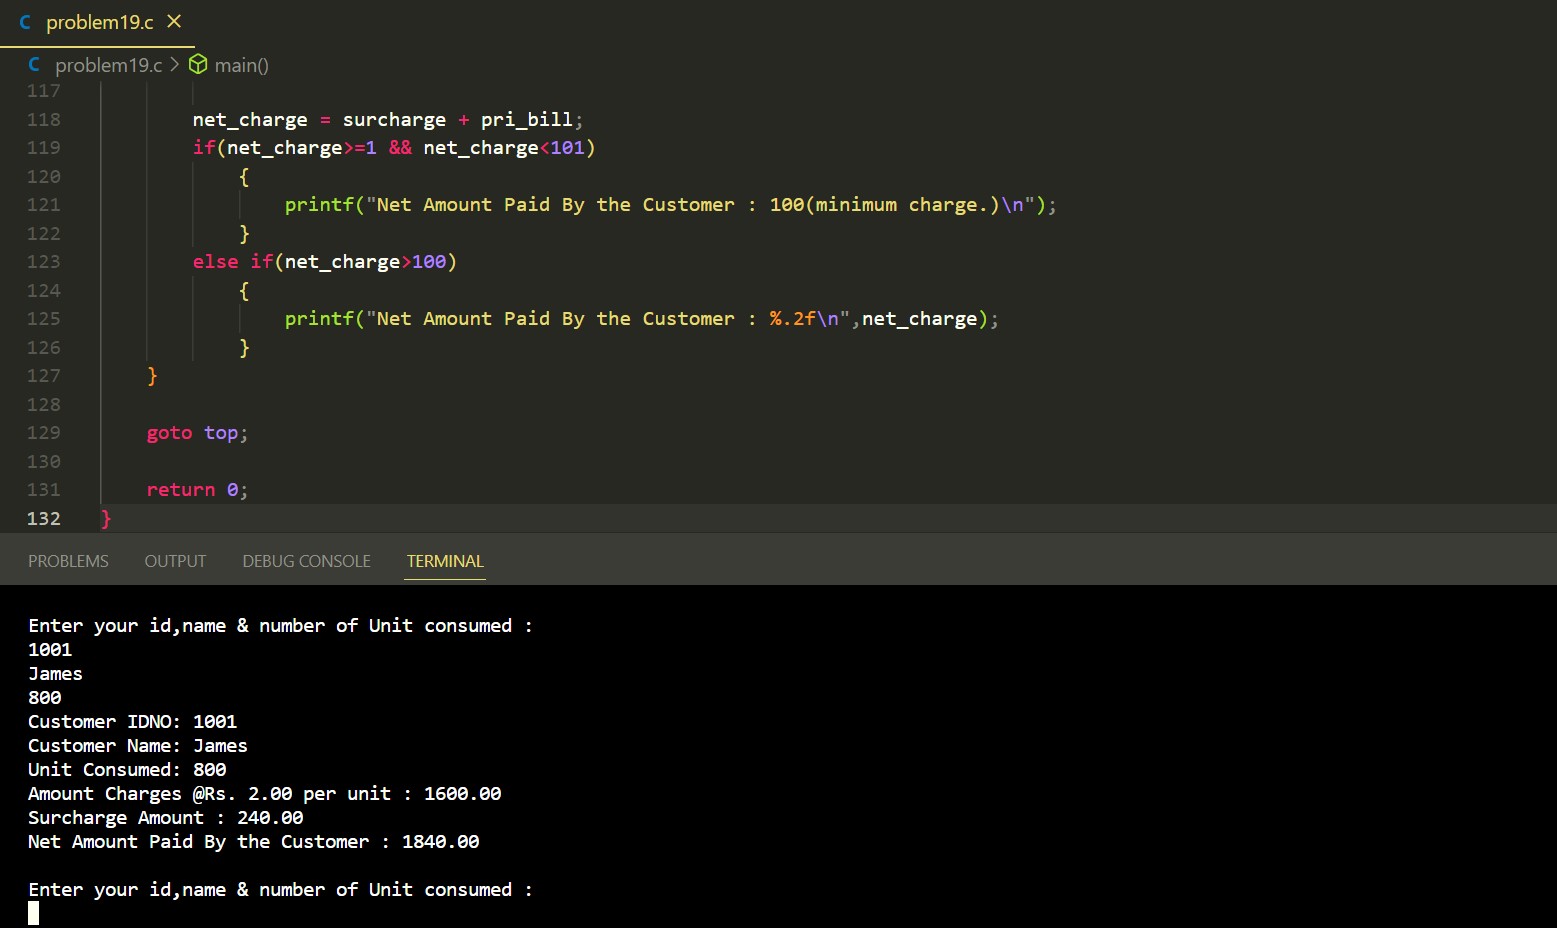 C problem19.c ×
C problem19.c > main()
117
118 net_charge = surcharge + pri_bill;
119 if(net_charge>=1 && net_charge<101)
120 {
121 printf("Net Amount Paid By the Customer : 100(minimum charge.)\n");
122 }
123 else if(net_charge>100)
124 {
125 printf("Net Amount Paid By the Customer : %.2f\n",net_charge);
126 }
127 }
128
129 goto top;
130
131 return 0;
132 }
PROBLEMS OUTPUT DEBUG CONSOLE TERMINAL
Enter your id,name & number of Unit consumed :
1001
James
800
Customer IDNO: 1001
Customer Name: James
Unit Consumed: 800
Amount Charges @Rs. 2.00 per unit : 1600.00
Surcharge Amount : 240.00
Net Amount Paid By the Customer : 1840.00
Enter your id,name & number of Unit consumed :